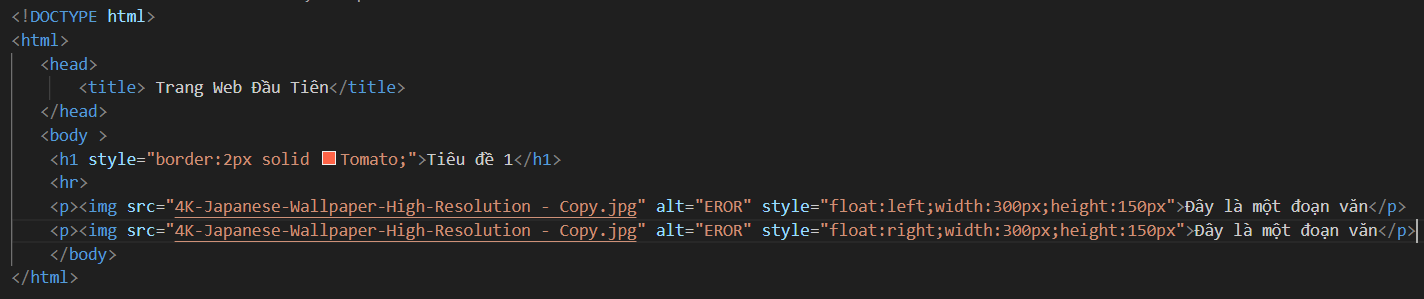 <!DOCTYPE html>
<html>
<head>
<title> Trang Web Đầu Tiên</title>
</head>
<body >
<h1 style="border:2px solid Tomato;">Tiêu đề 1</h1>
<hr>
<p><img src="4K-Japanese-Wallpaper-High-Resolution - Copy.jpg" alt="EROR" style="float:left;width:300px;height:150px">Đây là một đoạn văn</p>
<p><img src="4K-Japanese-Wallpaper-High-Resolution - Copy.jpg" alt="EROR" style="float:right;width:300px;height:150px">Đây là một đoạn văn</p>
</body>
</html>